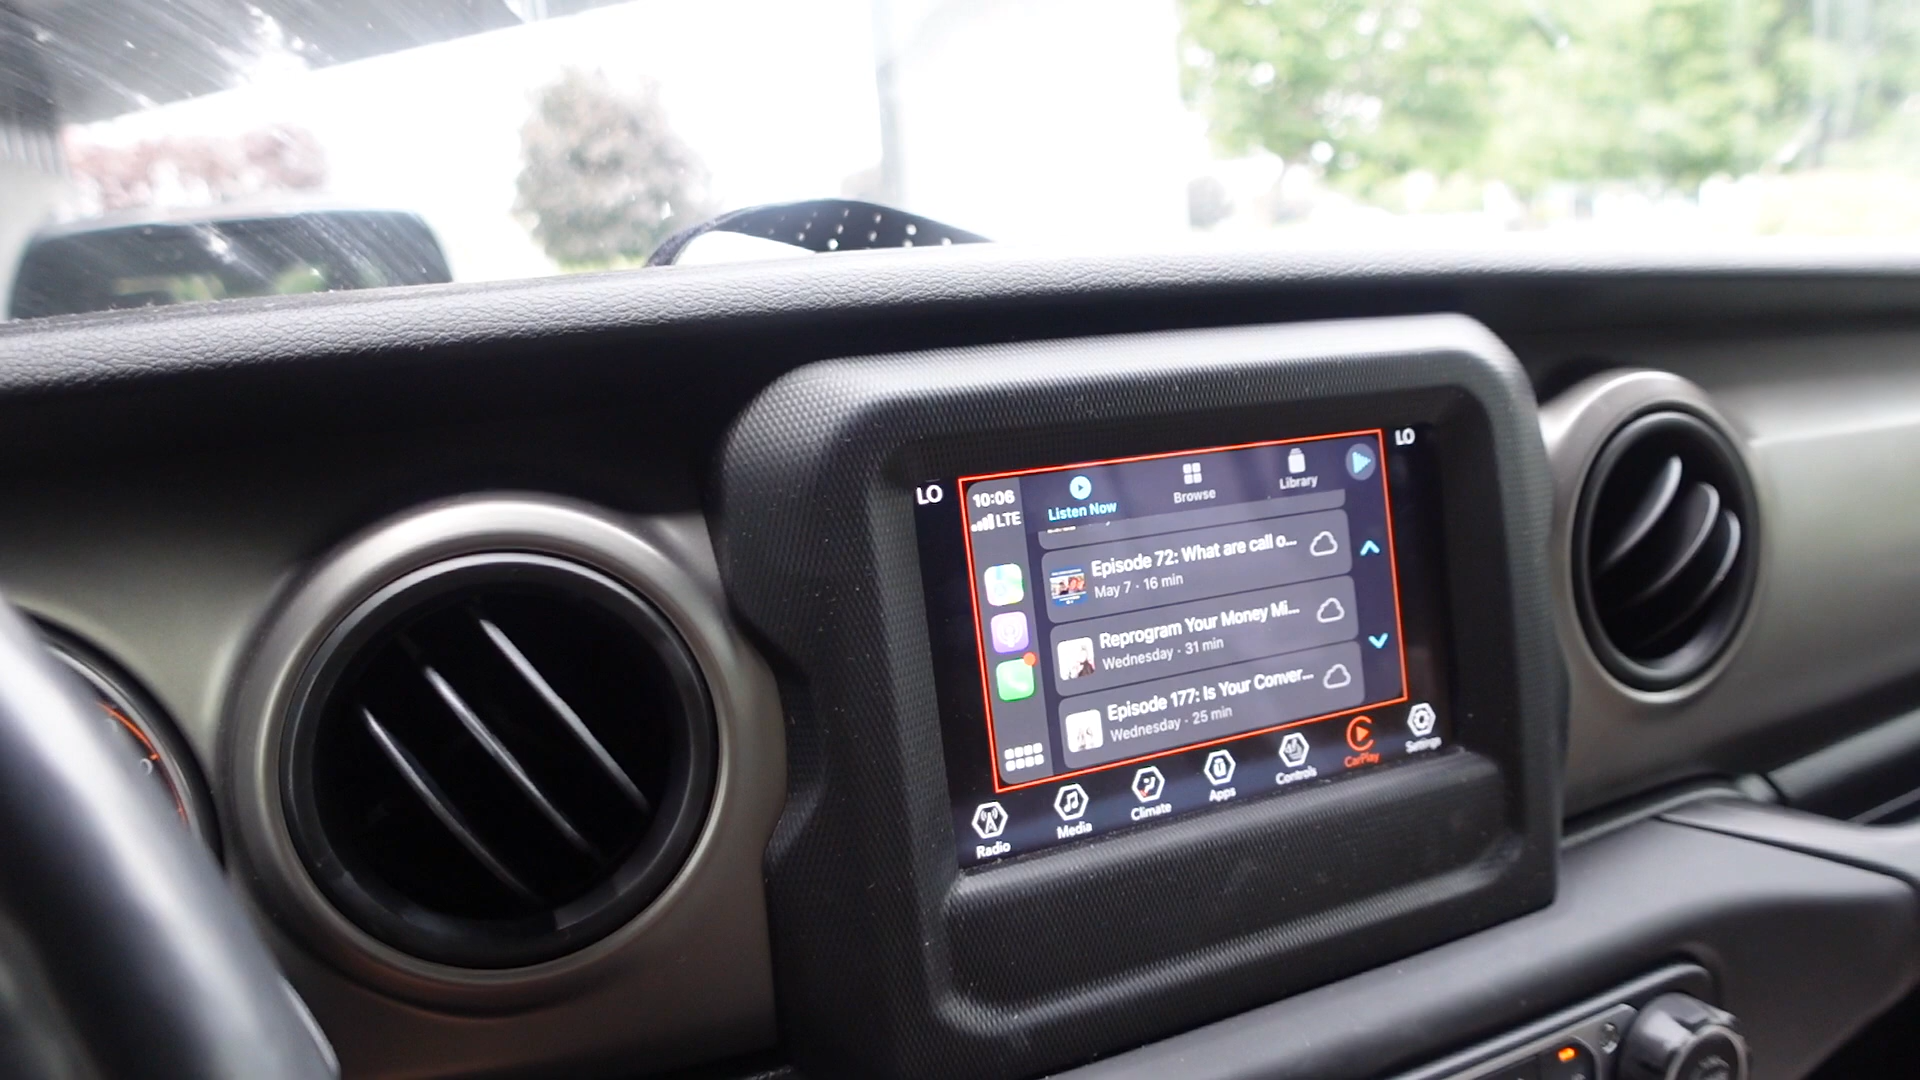 LO
LO
10:06
LTE
Listen Now
Browse
Library
Episode 72: What are call o...
May 7 · 16 min
Reprogram Your Money Mi...
Wednesday · 31 min
Episode 177: Is Your Conver...
Wednesday · 25 min
Radio
Media
Climate
Apps
Controls
CarPlay
Settings